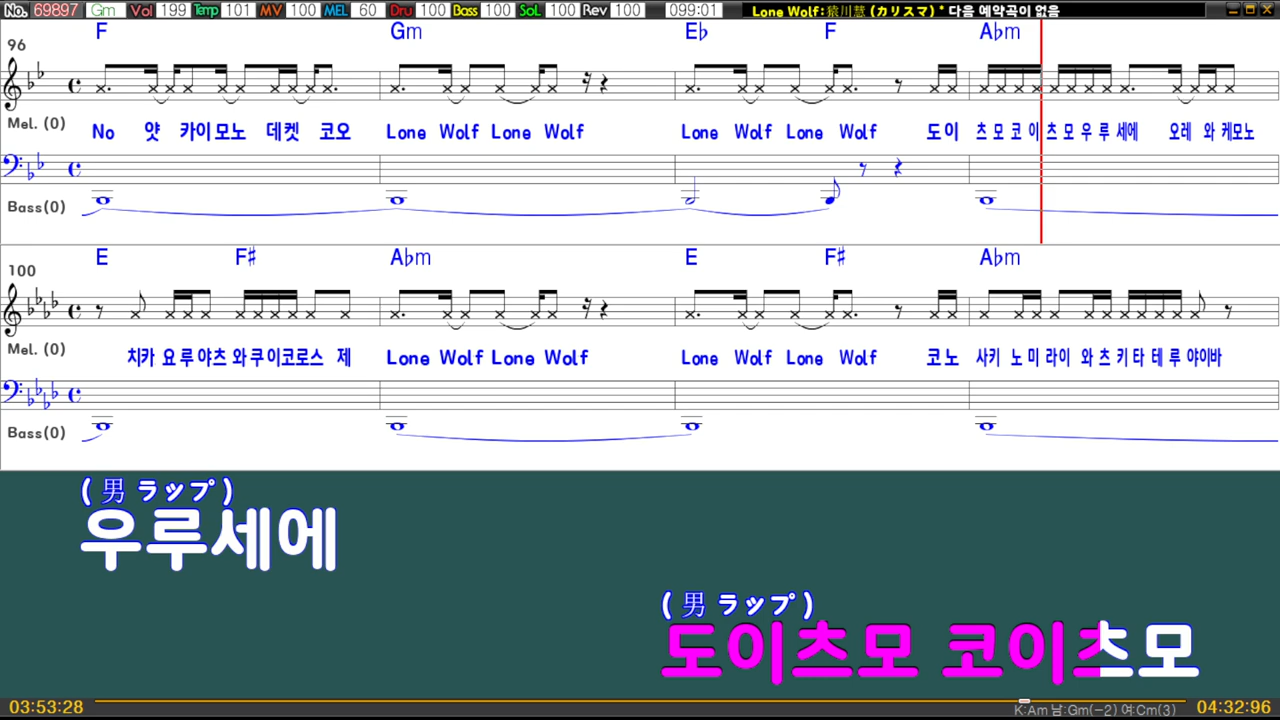 No. 69897 Gm Vol 199 Temp 101 MV 100 MEL 60 Dru 100 Bass 100 SoL 100 Rev 100 099:01 Lone Wolf:猿川慧 (カリスマ) * 다음 예약곡이 없음
F Gm E♭ F A♭m
96
Mel. (0) No 얏 카이 모노 데켓 코오 Lone Wolf Lone Wolf Lone Wolf Lone Wolf 도이 츠 모 코 이 츠 모 우 루 세에 오레 와 케모노
Bass(0)
E F♯ A♭m E F♯ A♭m
100
Mel. (0) 치카 요 루 야츠 와 쿠 이코로스 제 Lone Wolf Lone Wolf Lone Wolf Lone Wolf 코노 사키 노 미 라이 와 츠 키 타 테 루 야이바
Bass(0)
( 男 ラップ )
우루세에
( 男 ラップ )
도이츠모 코이츠모
03:53:28 K:Am 남:Gm(-2) 여:Cm(3) 04:32:96